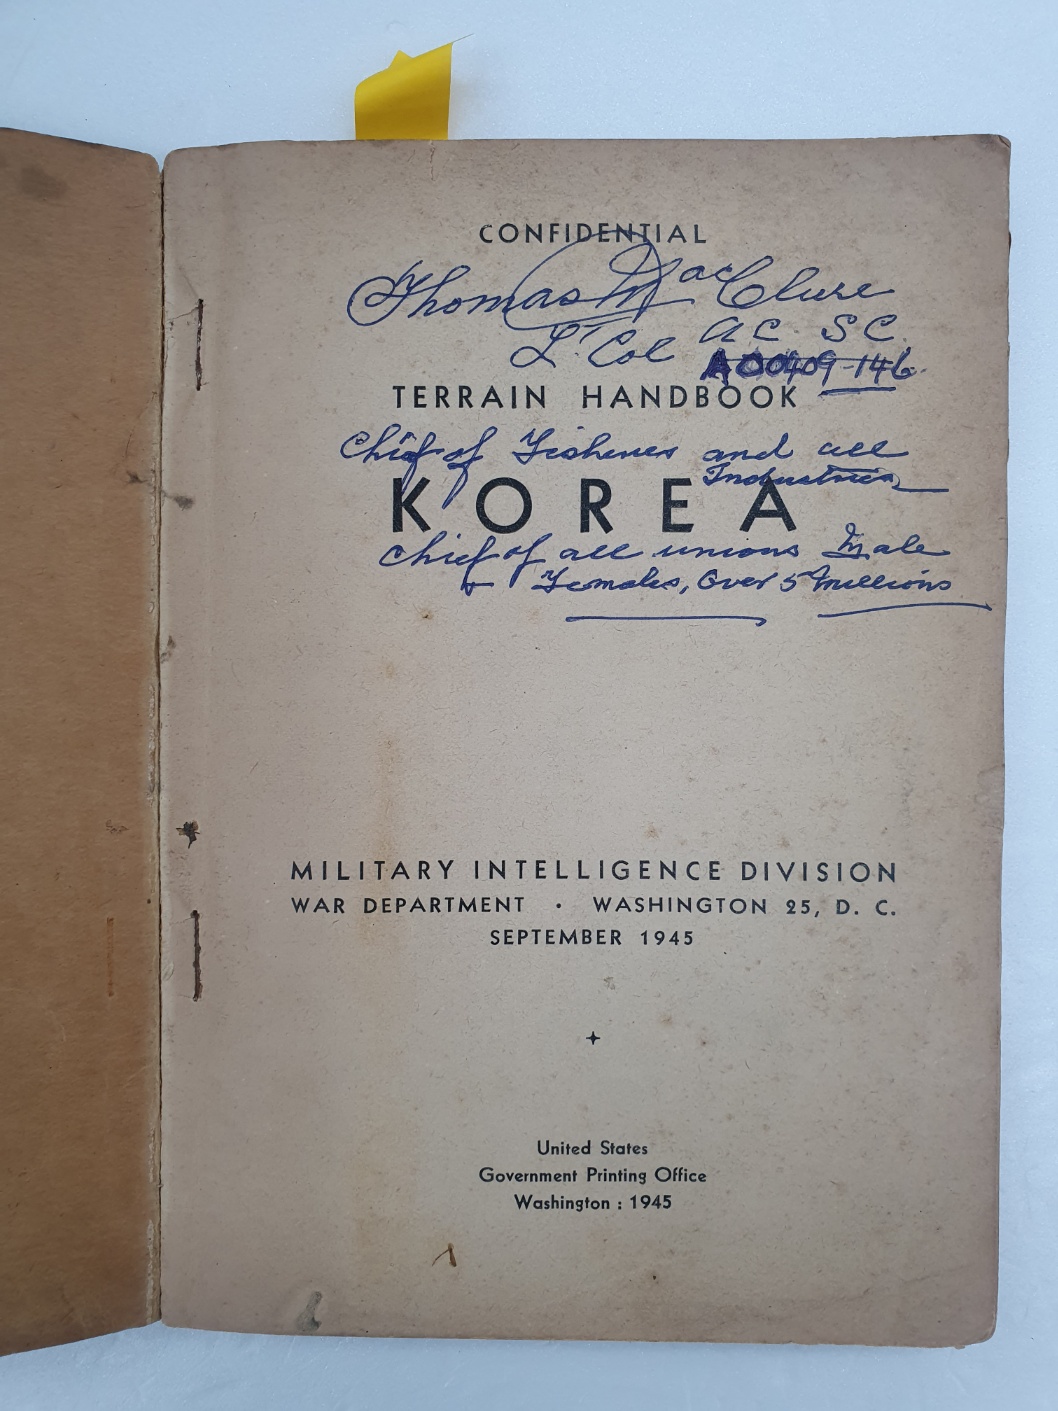 CONFIDENTIAL
Thomas MacClure
Lt Col AC SC
409-146
TERRAIN HANDBOOK
Chief of Fisheries and all
Industries
KOREA
Chief of all unions Male
Females, Over 5 millions
MILITARY INTELLIGENCE DIVISION
WAR DEPARTMENT · WASHINGTON 25, D. C.
SEPTEMBER 1945
United States
Government Printing Office
Washington : 1945